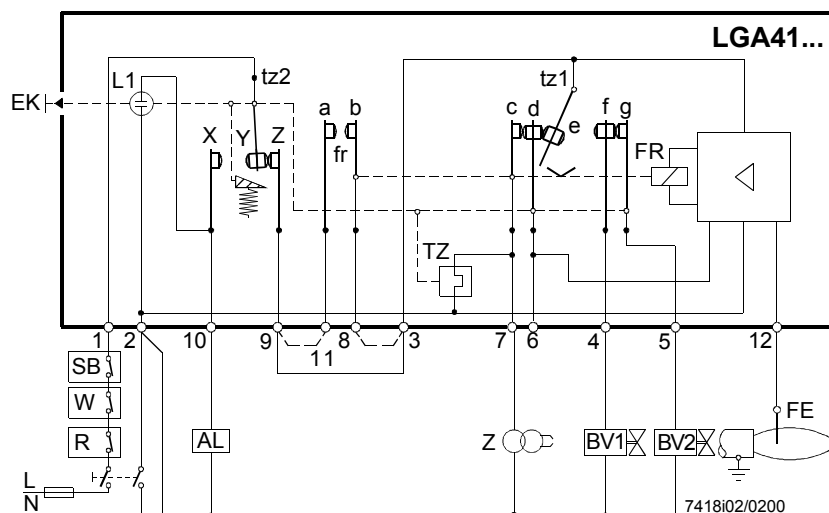 LGA41...
EK
L1
tz2
tz1
a b
c d
e
f g
X Y Z
fr
FR
TZ
1 2 10 9 11 8 3 7 6 4 5 12
SB
W
R
AL
Z
BV1
BV2
FE
L
N
7418i02/0200